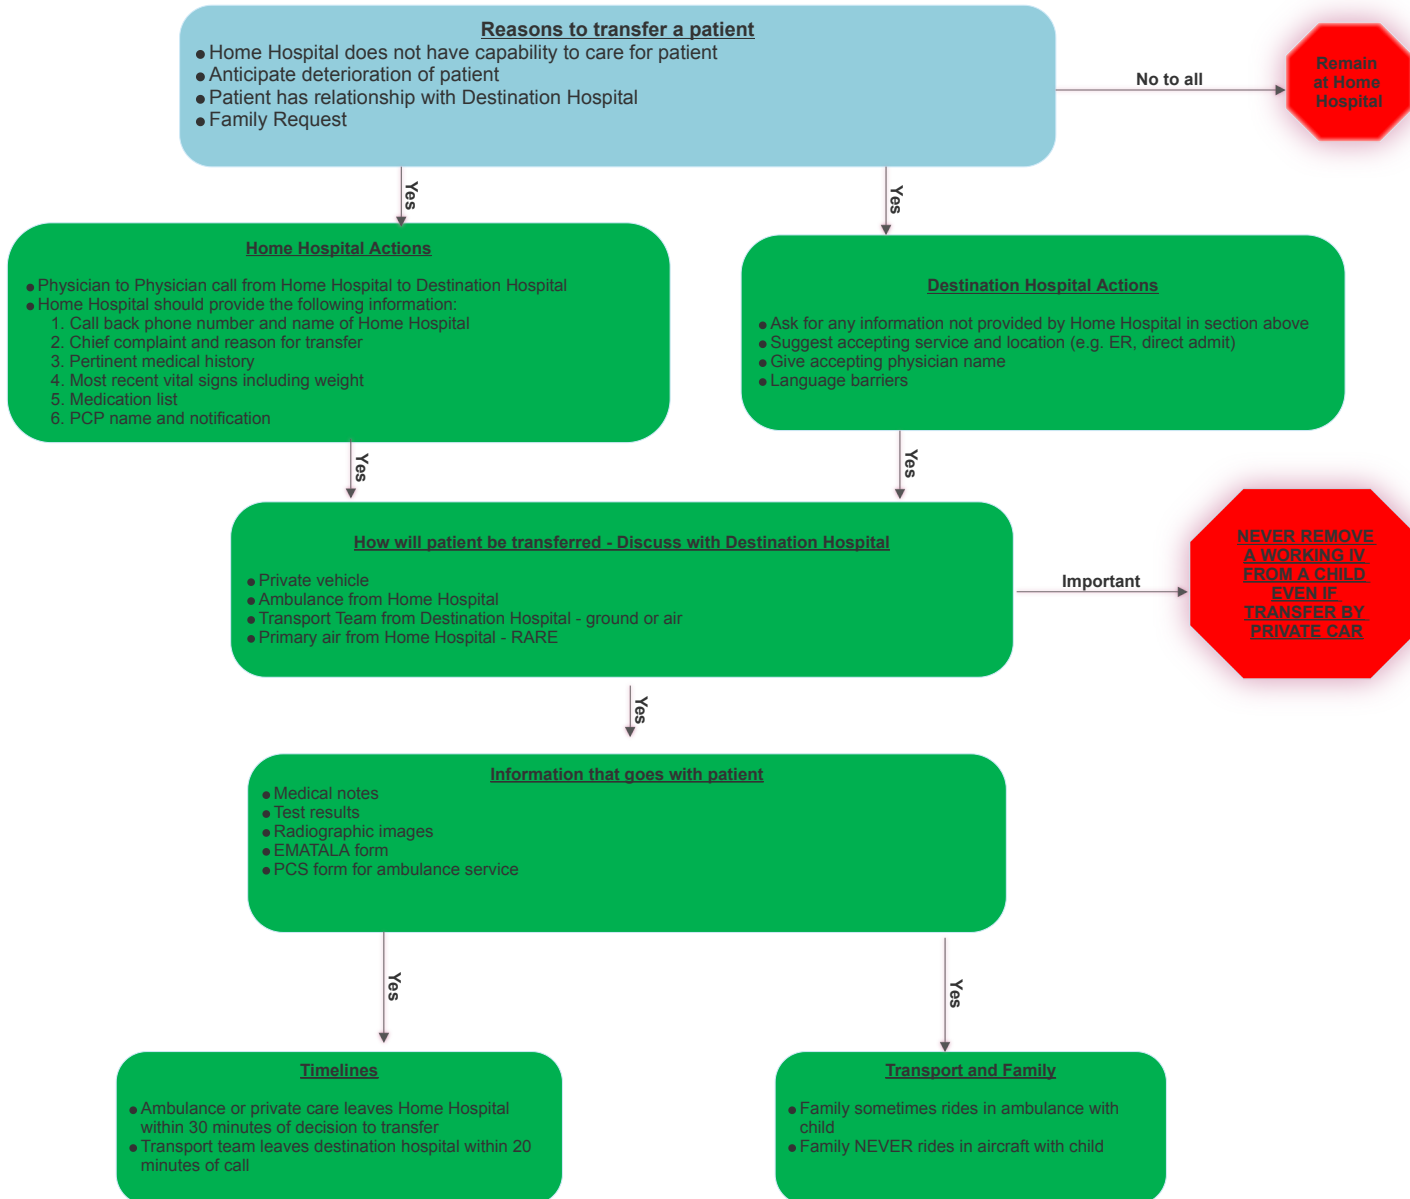 Reasons to transfer a patient
● Home Hospital does not have capability to care for patient
● Anticipate deterioration of patient
● Patient has relationship with Destination Hospital
● Family Request
No to all
Remain
at Home
Hospital
Yes
Yes
Home Hospital Actions
● Physician to Physician call from Home Hospital to Destination Hospital
● Home Hospital should provide the following information:
1. Call back phone number and name of Home Hospital
2. Chief complaint and reason for transfer
3. Pertinent medical history
4. Most recent vital signs including weight
5. Medication list
6. PCP name and notification
Destination Hospital Actions
● Ask for any information not provided by Home Hospital in section above
● Suggest accepting service and location (e.g. ER, direct admit)
● Give accepting physician name
● Language barriers
Yes
Yes
How will patient be transferred - Discuss with Destination Hospital
● Private vehicle
● Ambulance from Home Hospital
● Transport Team from Destination Hospital - ground or air
● Primary air from Home Hospital - RARE
Important
NEVER REMOVE
A WORKING IV
FROM A CHILD
EVEN IF
TRANSFER BY
PRIVATE CAR
Yes
Information that goes with patient
● Medical notes
● Test results
● Radiographic images
● EMATALA form
● PCS form for ambulance service
Yes
Yes
Timelines
● Ambulance or private care leaves Home Hospital
within 30 minutes of decision to transfer
● Transport team leaves destination hospital within 20
minutes of call
Transport and Family
● Family sometimes rides in ambulance with
child
● Family NEVER rides in aircraft with child